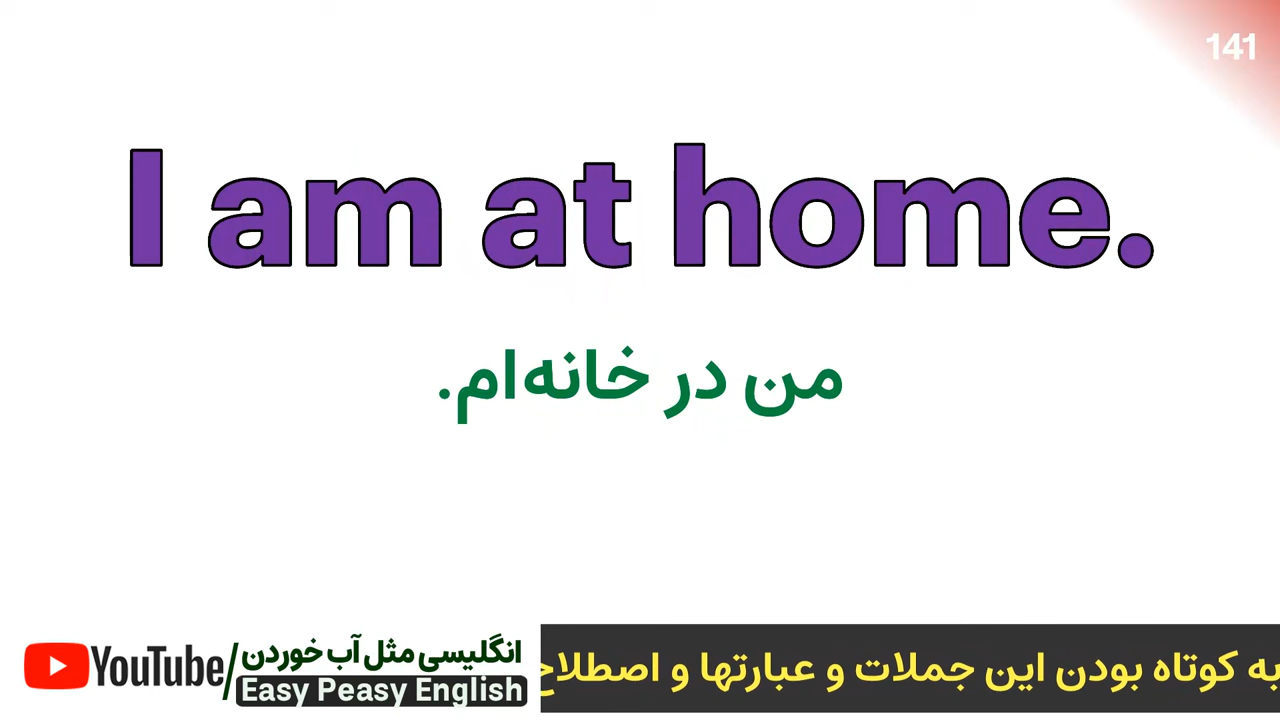 141
I am at home.
من در خانه‌ام.
YouTube/
انگلیسی مثل آب خوردن
Easy Peasy English
به کوتاه بودن این جملات و عبارتها و